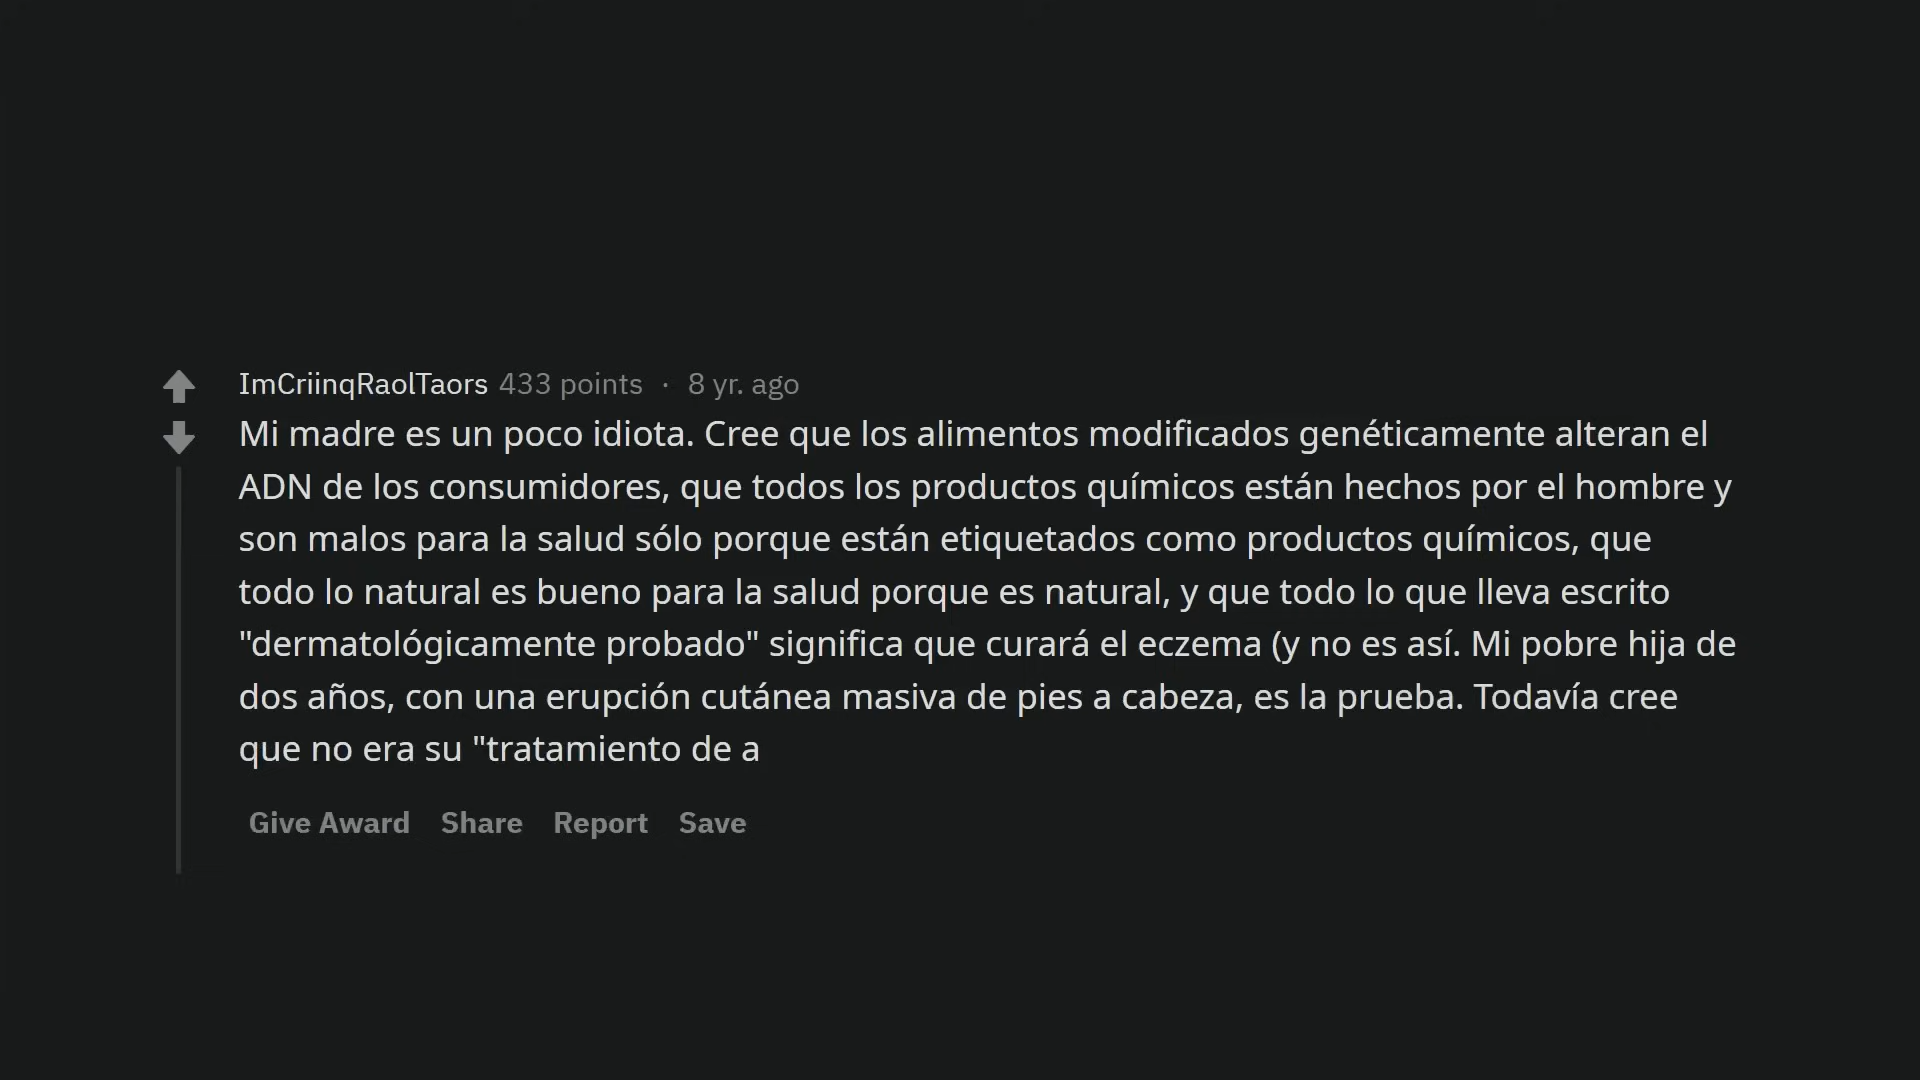 ImCriinqRaolTaors 433 points · 8 yr. ago
Mi madre es un poco idiota. Cree que los alimentos modificados genéticamente alteran el
ADN de los consumidores, que todos los productos químicos están hechos por el hombre y
son malos para la salud sólo porque están etiquetados como productos químicos, que
todo lo natural es bueno para la salud porque es natural, y que todo lo que lleva escrito
"dermatológicamente probado" significa que curará el eczema (y no es así. Mi pobre hija de
dos años, con una erupción cutánea masiva de pies a cabeza, es la prueba. Todavía cree
que no era su "tratamiento de a
Give Award Share Report Save